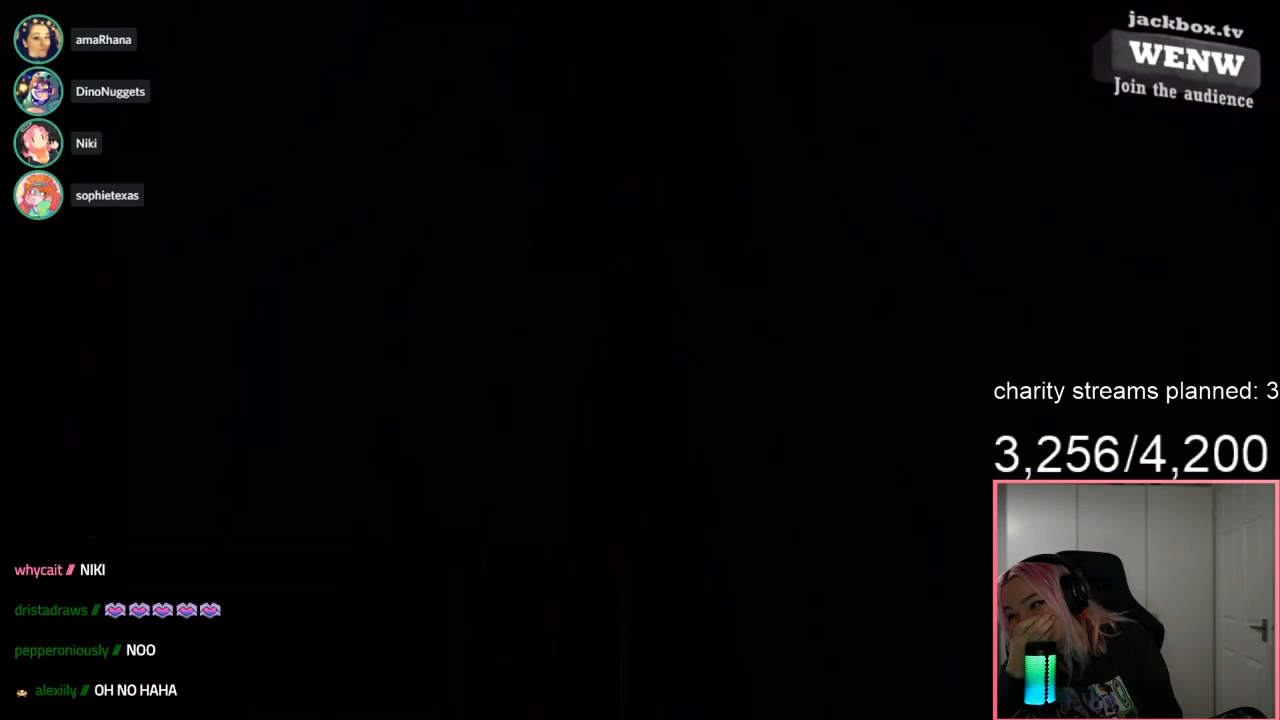 amaRhana
DinoNuggets
Niki
sophietexas
jackbox.tv
WENW
Join the audience
charity streams planned: 3
3,256/4,200
whycait // NIKI
dristadraws //
pepperoniously // NOO
alexiily // OH NO HAHA